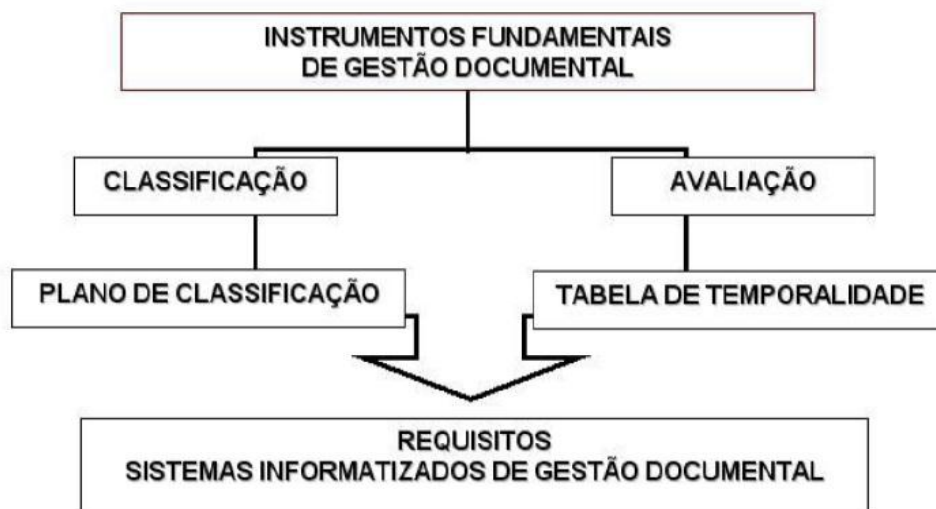 INSTRUMENTOS FUNDAMENTAIS
DE GESTÃO DOCUMENTAL
CLASSIFICAÇÃO
AVALIAÇÃO
PLANO DE CLASSIFICAÇÃO
TABELA DE TEMPORALIDADE
REQUISITOS
SISTEMAS INFORMATIZADOS DE GESTÃO DOCUMENTAL